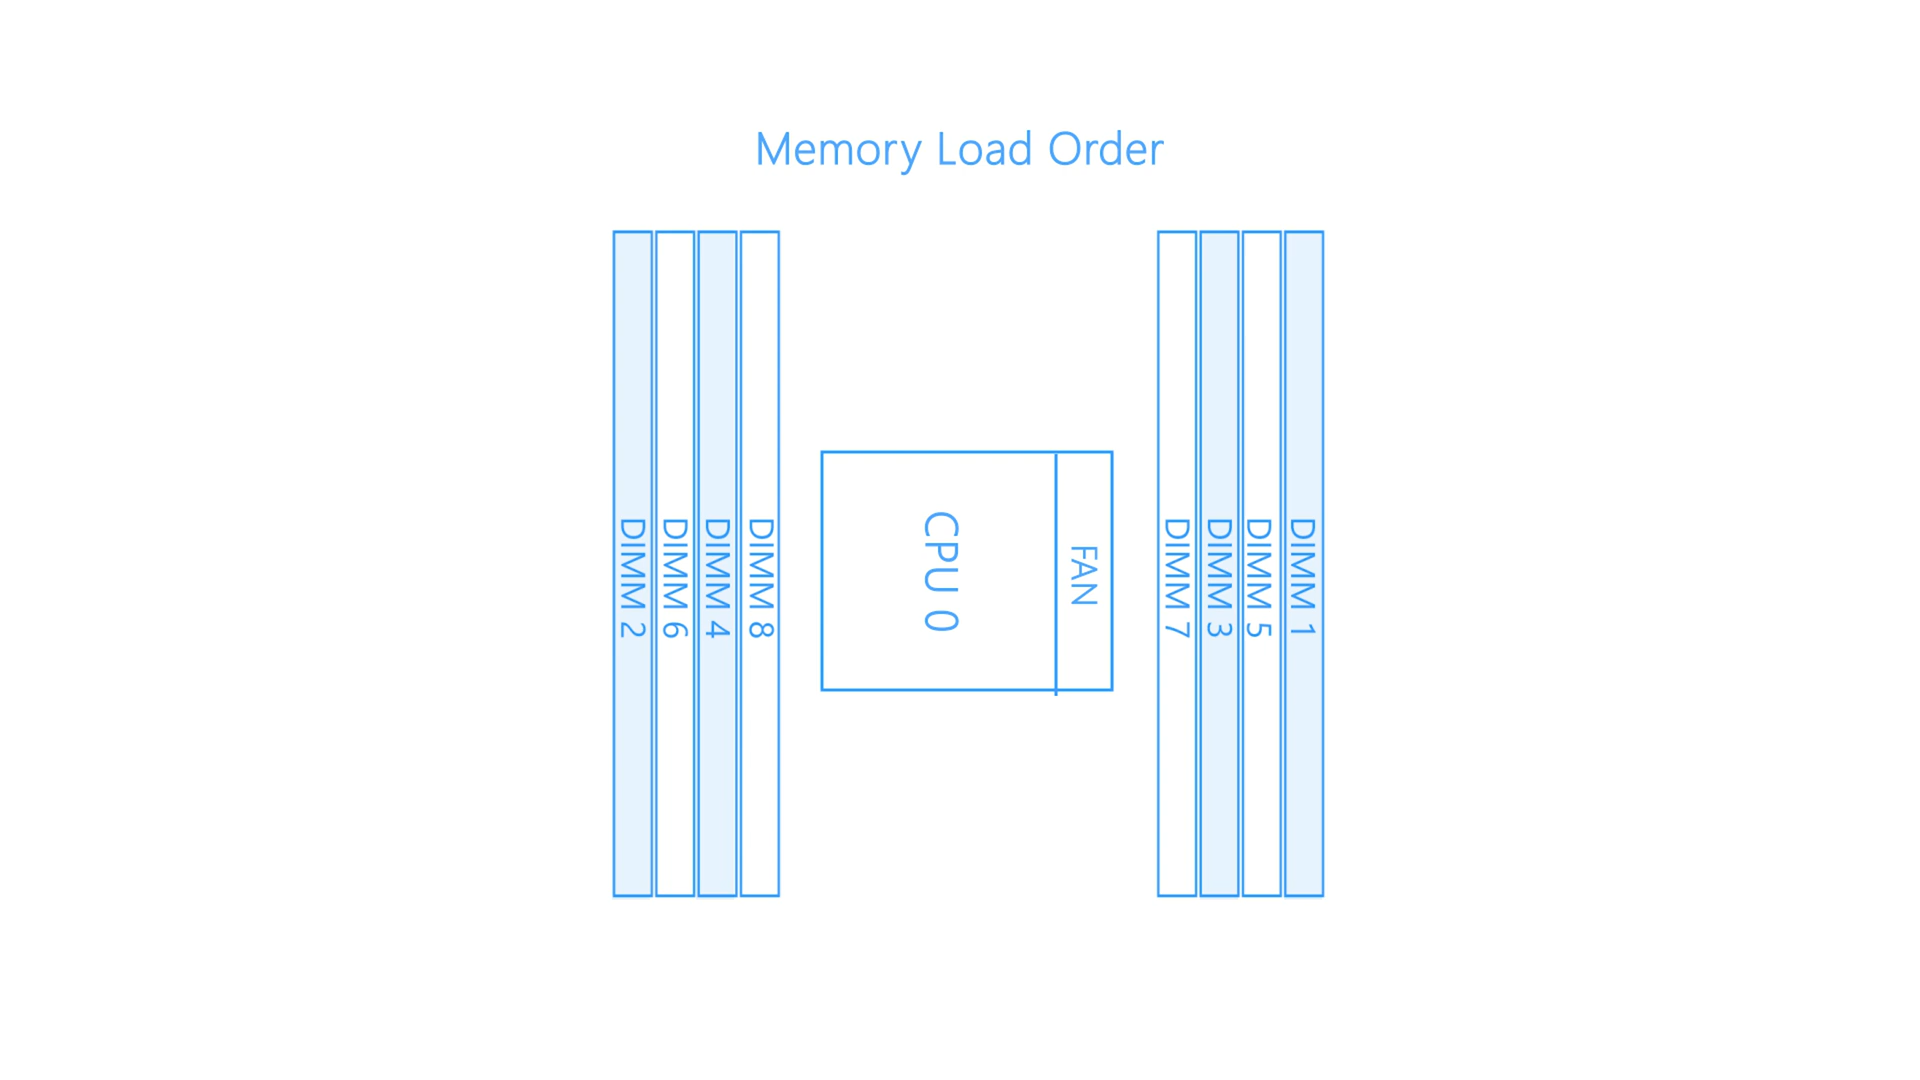 Memory Load Order
DIMM 2
DIMM 6
DIMM 4
DIMM 8
CPU 0
FAN
DIMM 7
DIMM 3
DIMM 5
DIMM 1